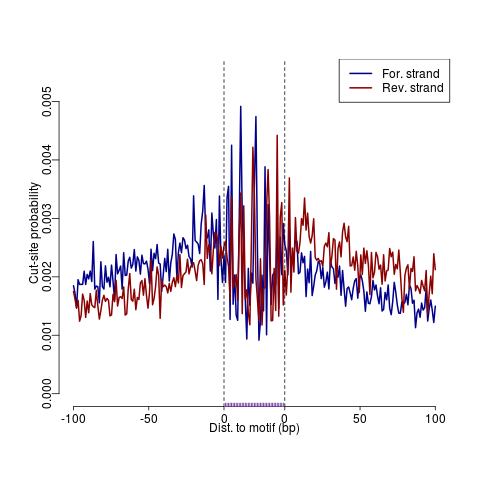 For. strand
Rev. strand
Cut-site probability
0.005
0.004
0.003
0.002
0.001
0.000
-100 -50 0 0 50 100
Dist. to motif (bp)